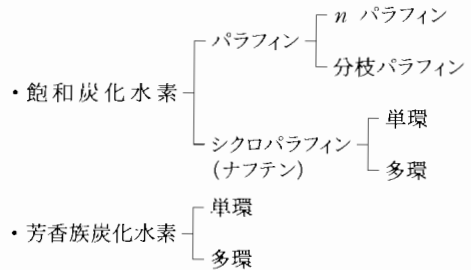 n パラフィン
パラフィン
分枝パラフィン
・飽和炭化水素
単環
シクロパラフィン
(ナフテン)
多環
単環
・芳香族炭化水素
多環